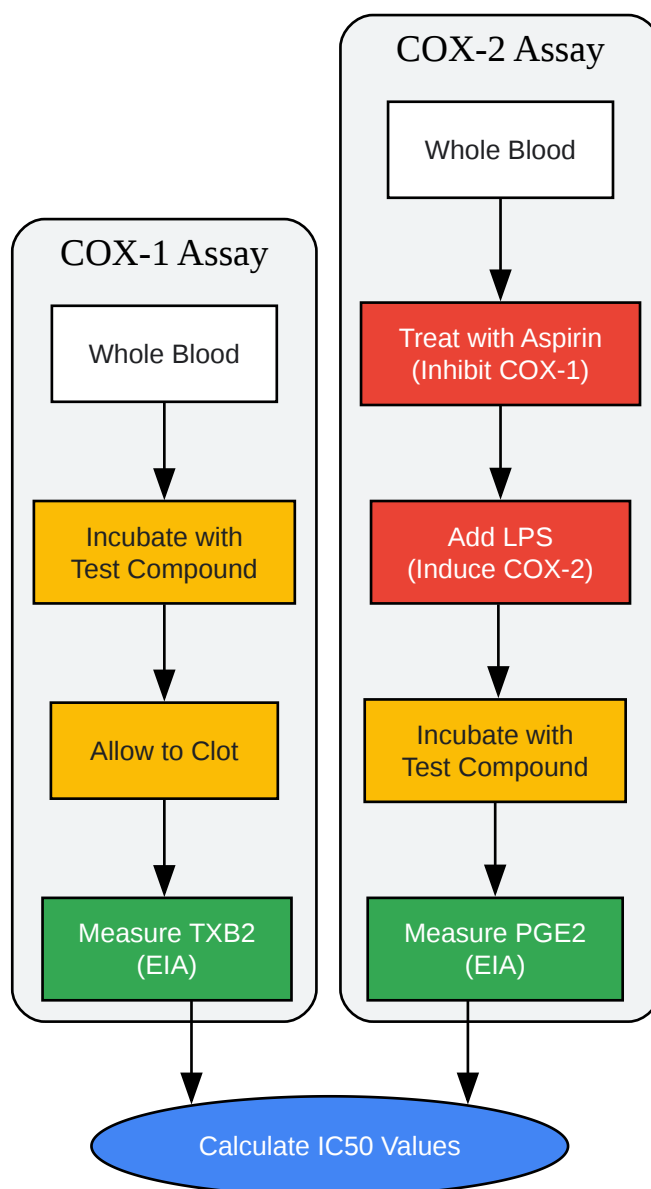 COX-1 Assay
Whole Blood
Incubate with
Test Compound
Allow to Clot
Measure TXB2
(EIA)
COX-2 Assay
Whole Blood
Treat with Aspirin
(Inhibit COX-1)
Add LPS
(Induce COX-2)
Incubate with
Test Compound
Measure PGE2
(EIA)
Calculate IC50 Values